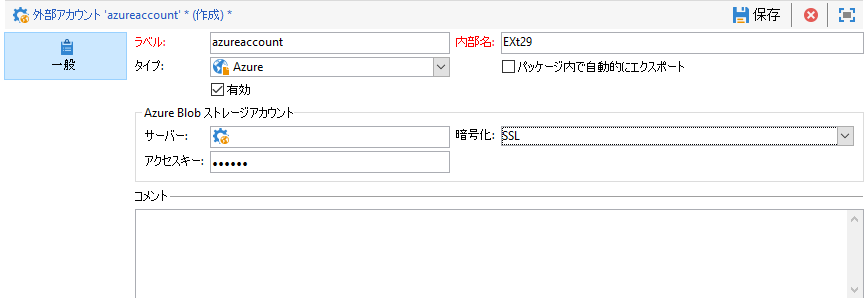 外部アカウント 'azureaccount' * (作成) *
保存
一般
ラベル: azureaccount 内部名: EXt29
タイプ: Azure パッケージ内で自動的にエクスポート
有効
Azure Blob ストレージアカウント
サーバー: 暗号化: SSL
アクセスキー: ••••••
コメント